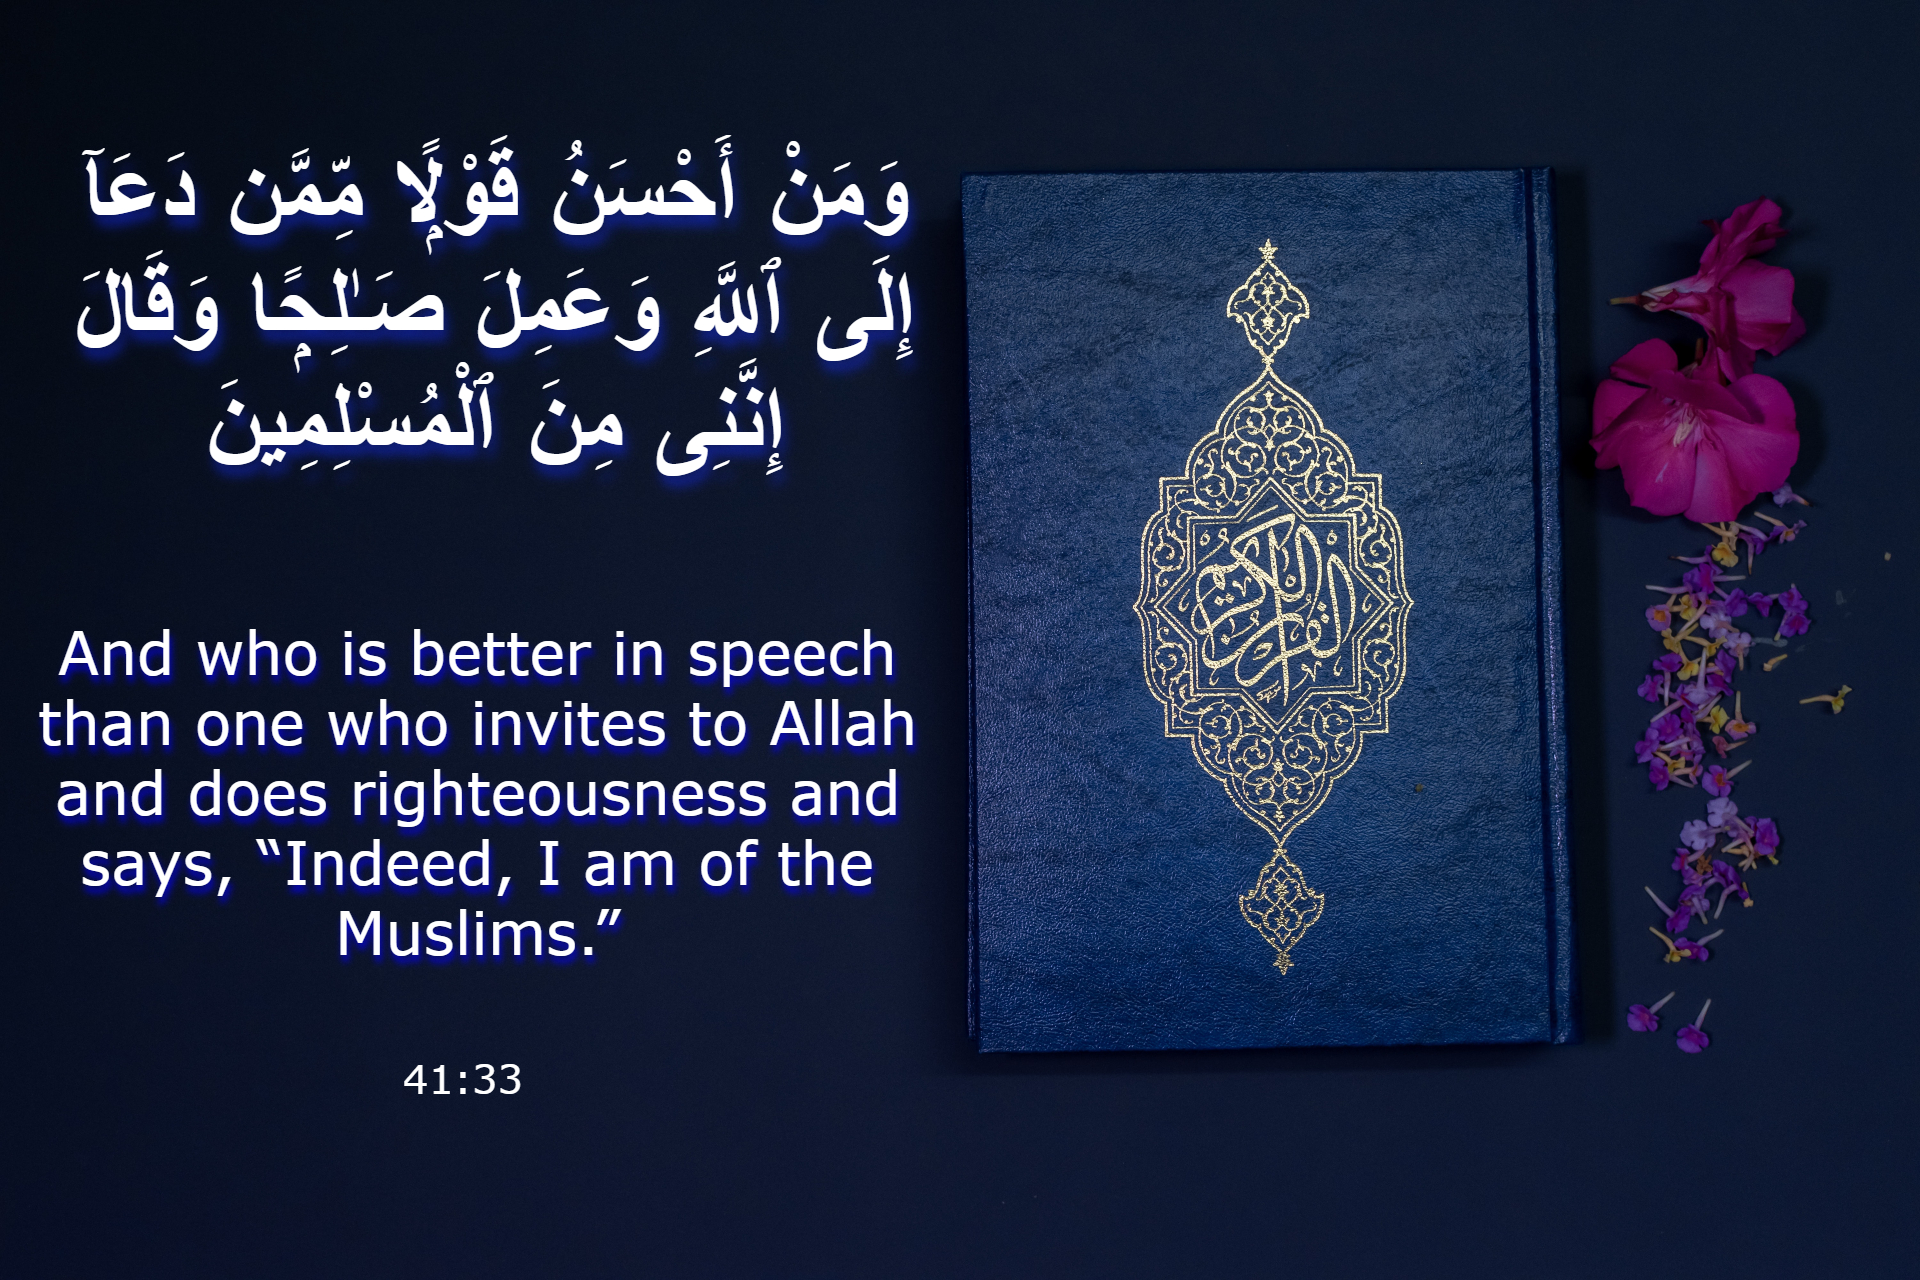 وَمَنْ أَحْسَنُ قَوْلًۭا مِّمَّن دَعَآ
إِلَى ٱللَّهِ وَعَمِلَ صَـٰلِحًۭا وَقَالَ
إِنَّنِى مِنَ ٱلْمُسْلِمِينَ
And who is better in speech
than one who invites to Allah
and does righteousness and
says, “Indeed, I am of the
Muslims.”
41:33
القرآن الكريم